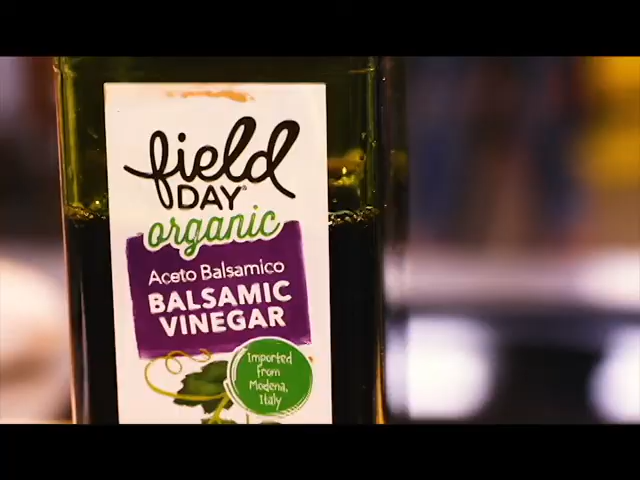 field
DAY®
organic
Aceto Balsamico
BALSAMIC
VINEGAR
Imported
from
Modena,
Italy